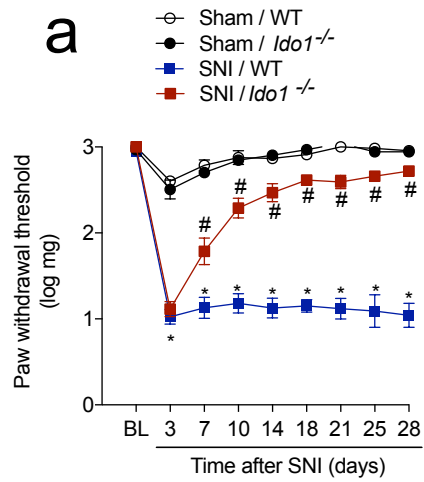 a
Sham / WT
Sham / Ido1-/-
SNI / WT
SNI / Ido1 -/-
Paw withdrawal threshold
(log mg)
3
2
1
0
# # # # # # #
* * * * * * * *
BL 3 7 10 14 18 21 25 28
Time after SNI (days)